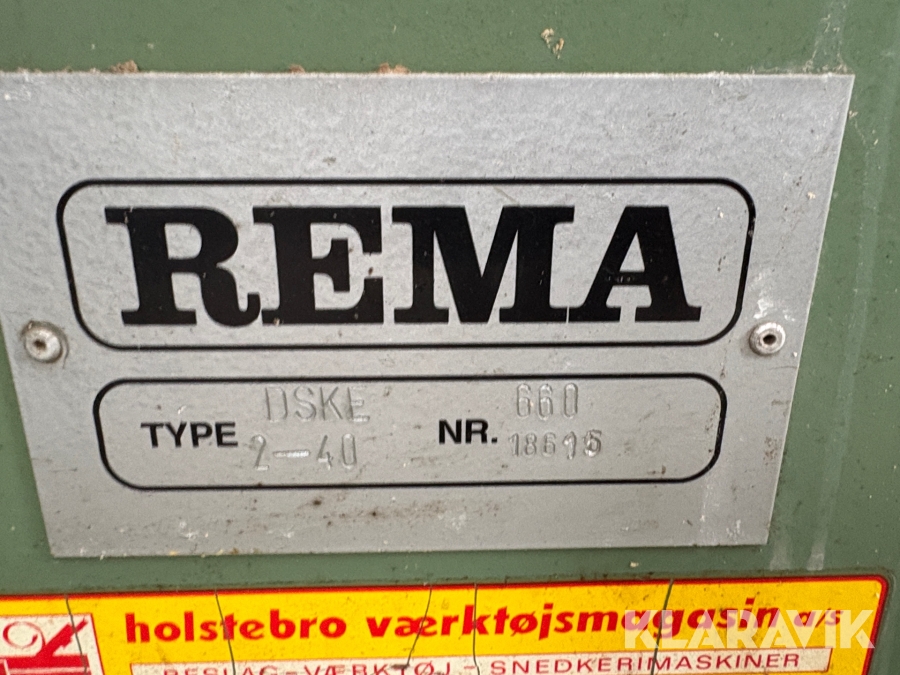 REMA
TYPE DSKE 2-40 NR. 660 18615
holstebro værktøjsmagasin a/s
BESLAG-VÆRKTØJ-SNEDKERIMASKINER
KLARAVIK